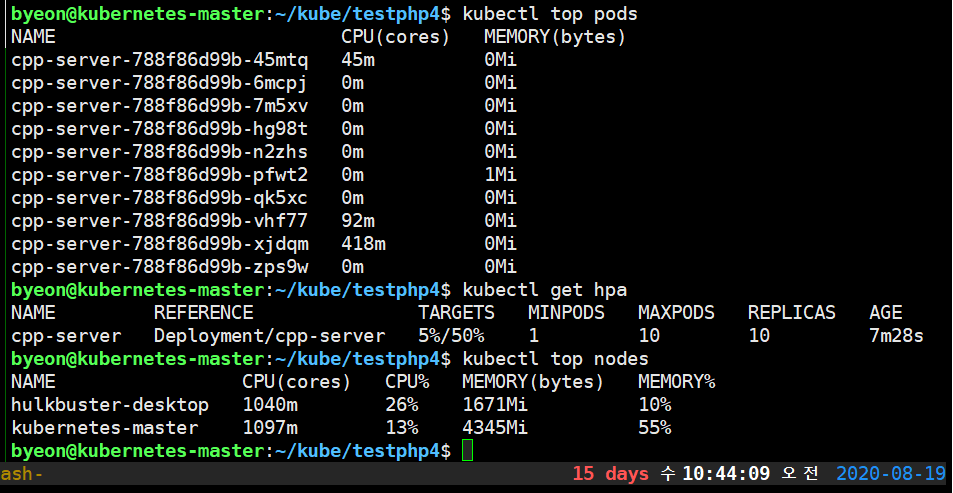 byeon@kubernetes-master:~/kube/testphp4$ kubectl top pods
NAME CPU(cores) MEMORY(bytes)
cpp-server-788f86d99b-45mtq 45m 0Mi
cpp-server-788f86d99b-6mcpj 0m 0Mi
cpp-server-788f86d99b-7m5xv 0m 0Mi
cpp-server-788f86d99b-hg98t 0m 0Mi
cpp-server-788f86d99b-n2zhs 0m 0Mi
cpp-server-788f86d99b-pfwt2 0m 1Mi
cpp-server-788f86d99b-qk5xc 0m 0Mi
cpp-server-788f86d99b-vhf77 92m 0Mi
cpp-server-788f86d99b-xjdqm 418m 0Mi
cpp-server-788f86d99b-zps9w 0m 0Mi
byeon@kubernetes-master:~/kube/testphp4$ kubectl get hpa
NAME REFERENCE TARGETS MINPODS MAXPODS REPLICAS AGE
cpp-server Deployment/cpp-server 5%/50% 1 10 10 7m28s
byeon@kubernetes-master:~/kube/testphp4$ kubectl top nodes
NAME CPU(cores) CPU% MEMORY(bytes) MEMORY%
hulkbuster-desktop 1040m 26% 1671Mi 10%
kubernetes-master 1097m 13% 4345Mi 55%
byeon@kubernetes-master:~/kube/testphp4$
ash- 15 days 수 10:44:09 오전 2020-08-19